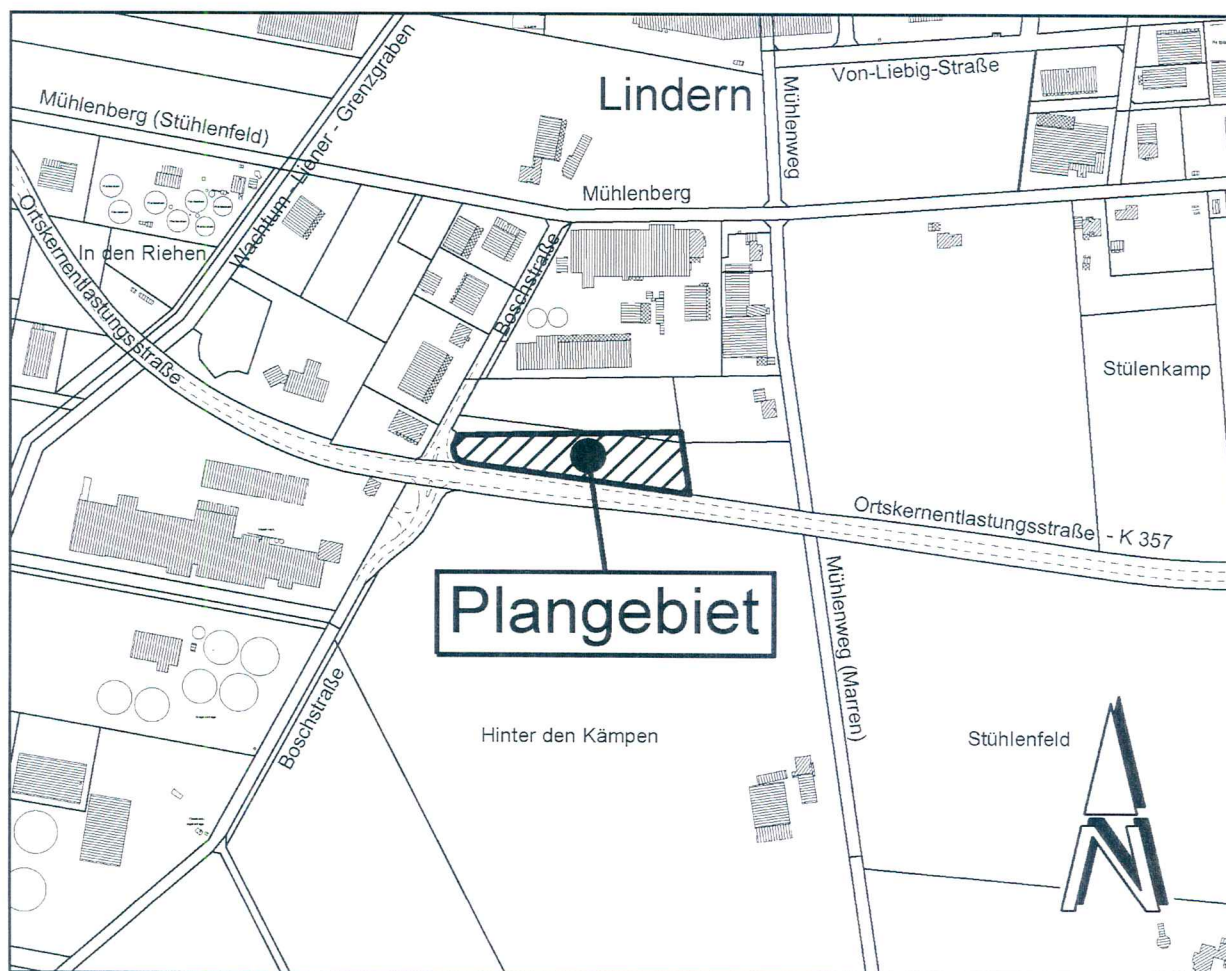 Lindern
Von-Liebig-Straße
Mühlenberg (Stühlenfeld)
Wachtum - Liener - Grenzgraben
Mühlenweg
Mühlenberg
Ortskernentlastungsstraße
In den Riehen
Boschstraße
Stülenkamp
Ortskernentlastungsstraße - K 357
Plangebiet
Mühlenweg (Marren)
Boschstraße
Hinter den Kämpen
Stühlenfeld
N